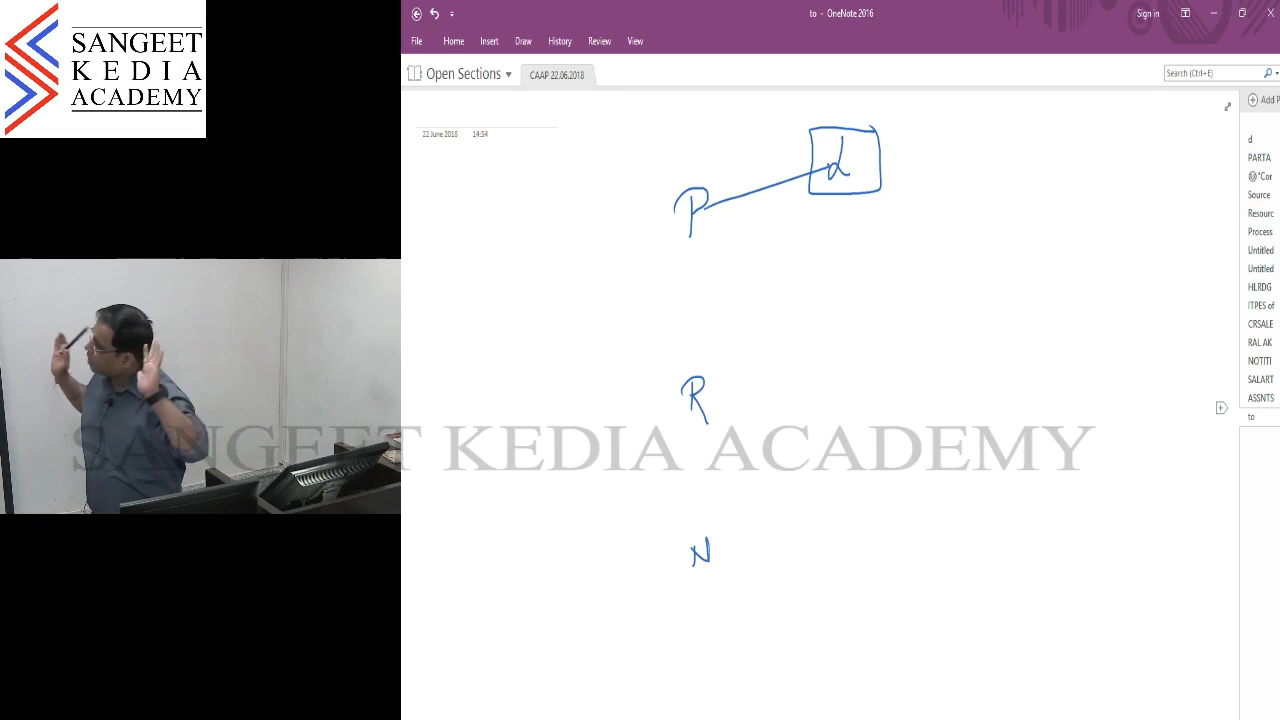 SANGEET
KEDIA
ACADEMY
to - OneNote 2016
Sign in
File Home Insert Draw History Review View
Open Sections
CAAP 22.06.2018
Search (Ctrl+E)
Add P
22 June 2018 14:54
d
P
R
N
d
PARTA
"Cor
Source
Resourc
Process
Untitled
Untitled
HLRDG
ITPES of
CRSALE
RAL AK
NOTITI
SALART
ASSNTS
to
SANGEET KEDIA ACADEMY